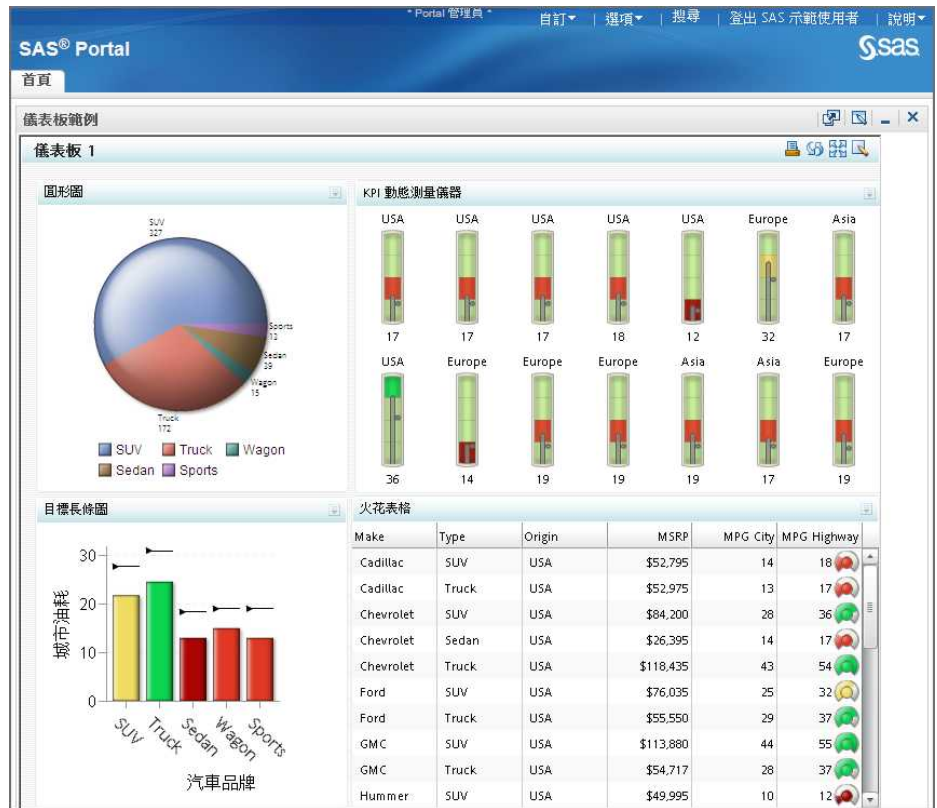 * Portal 管理員 *
自訂 | 選項 | 搜尋 | 登出 SAS 示範使用者 | 說明
SAS® Portal
sas
首頁
儀表板範例
儀表板 1
圓形圖
SUV
327
Sports
13
Sedan
39
Wagon
15
Truck
172
SUV Truck Wagon
Sedan Sports
KPI 動態測量儀器
USA USA USA USA USA Europe Asia
17 17 17 18 12 32 17
USA Europe Europe Europe Asia Asia Europe
36 14 19 19 19 17 19
目標長條圖
城市油耗
30
20
10
0
SUV Truck Sedan Wagon Sports
汽車品牌
火花表格
Make Type Origin MSRP MPG City MPG Highway
Cadillac SUV USA $52,795 14 18
Cadillac Truck USA $52,975 13 17
Chevrolet SUV USA $84,200 28 36
Chevrolet Sedan USA $26,395 14 17
Chevrolet Truck USA $118,435 43 54
Ford SUV USA $76,035 25 32
Ford Truck USA $55,550 29 37
GMC SUV USA $113,880 44 55
GMC Truck USA $54,717 28 37
Hummer SUV USA $49,995 10 12